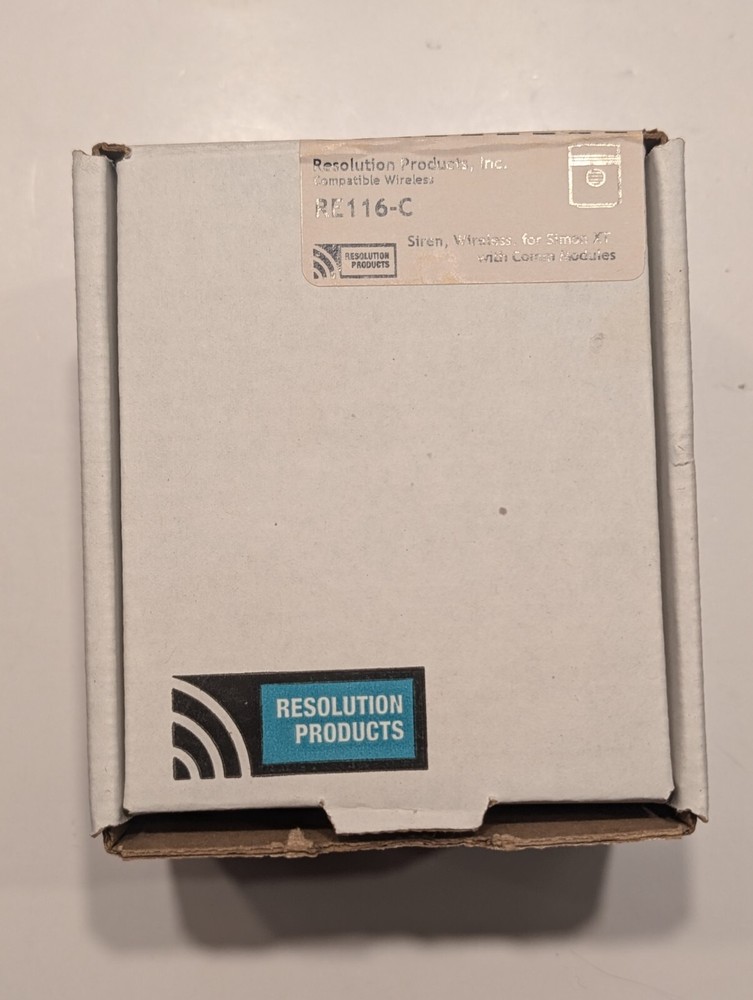 Resolution Products, Inc.
Compatible Wireless
RE116-C
Siren, Wireless, for Simon XT
with Comm Modules
RESOLUTION
PRODUCTS
RESOLUTION
PRODUCTS